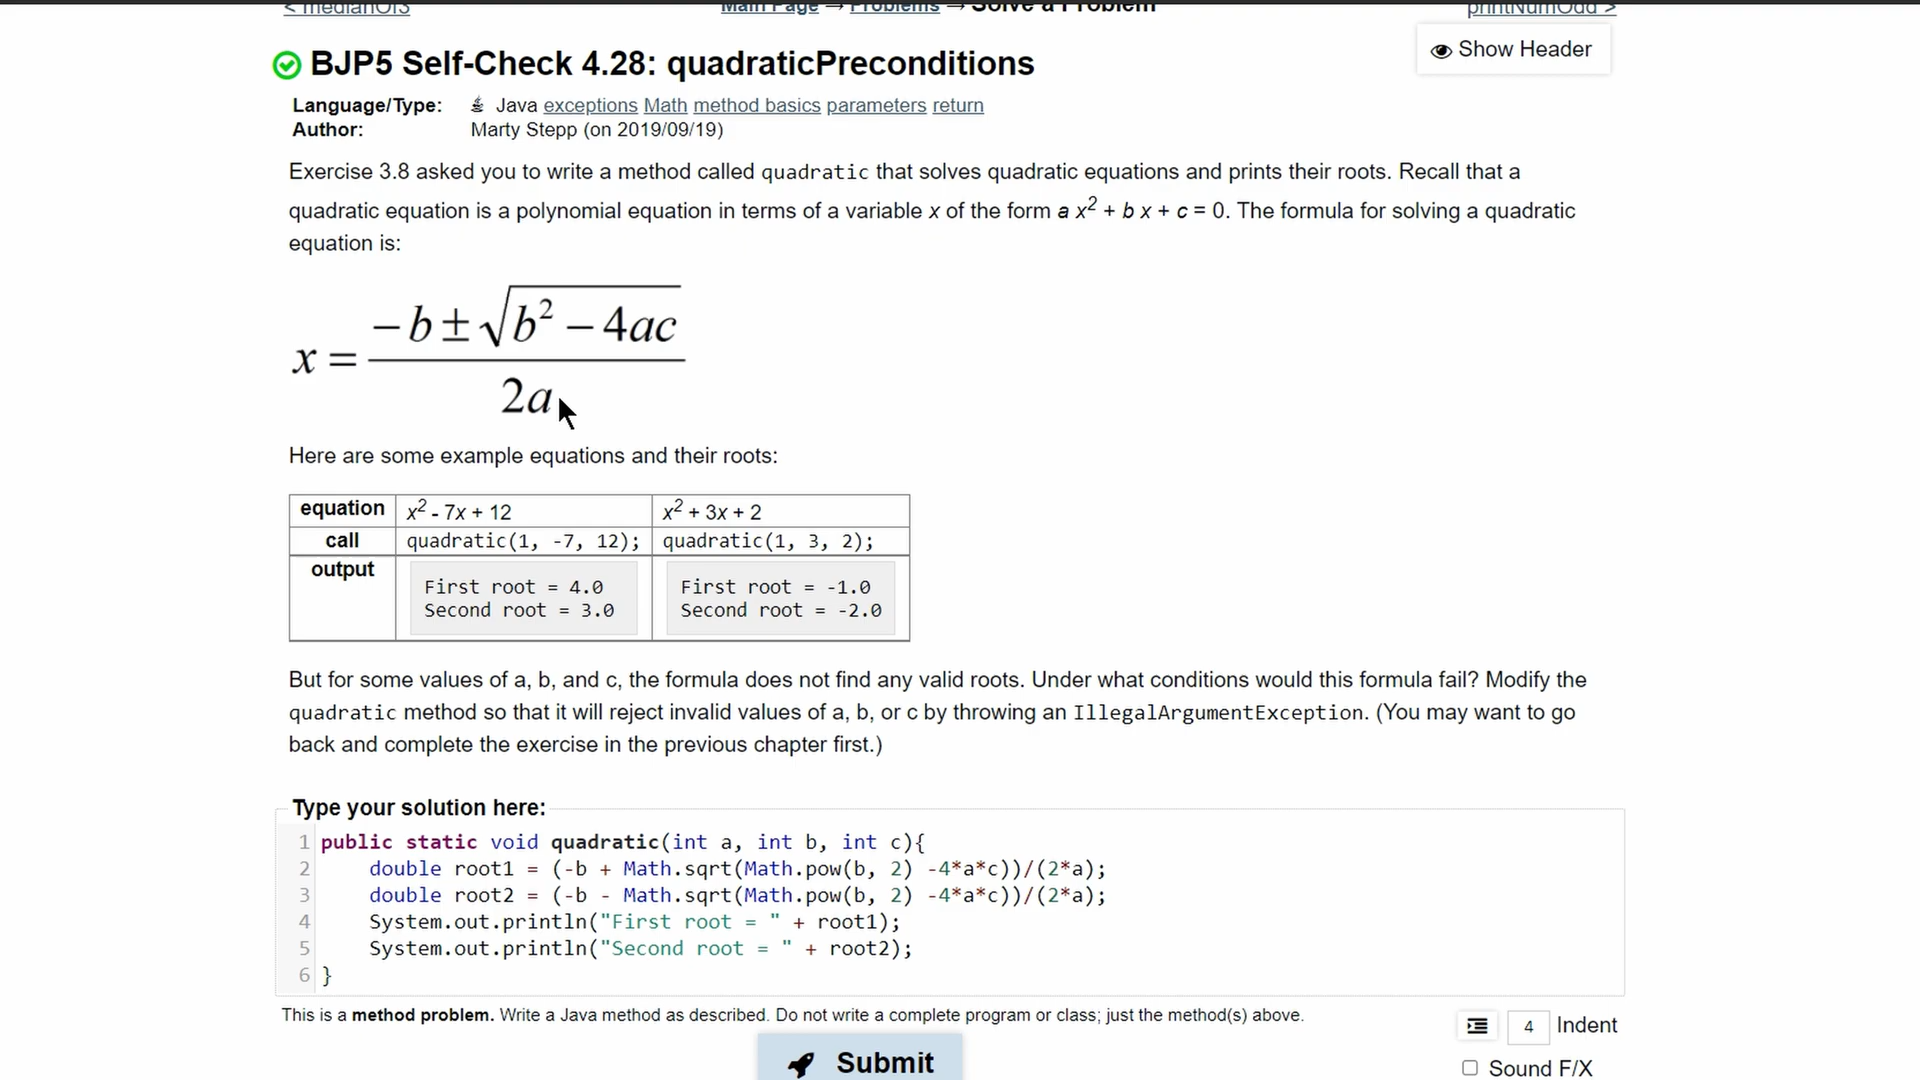 < medianOf3
Main Page → Problems → Solve a Problem
printNumOdd >
Show Header
BJP5 Self-Check 4.28: quadraticPreconditions
Language/Type: Java exceptions Math method basics parameters return
Author: Marty Stepp (on 2019/09/19)
Exercise 3.8 asked you to write a method called quadratic that solves quadratic equations and prints their roots. Recall that a
quadratic equation is a polynomial equation in terms of a variable x of the form a x² + b x + c = 0. The formula for solving a quadratic
equation is:
x = (−b ± √(b² − 4ac)) / 2a
Here are some example equations and their roots:
equation x² - 7x + 12 x² + 3x + 2
call quadratic(1, -7, 12); quadratic(1, 3, 2);
output First root = 4.0 First root = -1.0
Second root = 3.0 Second root = -2.0
But for some values of a, b, and c, the formula does not find any valid roots. Under what conditions would this formula fail? Modify the
quadratic method so that it will reject invalid values of a, b, or c by throwing an IllegalArgumentException. (You may want to go
back and complete the exercise in the previous chapter first.)
Type your solution here:
1 public static void quadratic(int a, int b, int c){
2     double root1 = (-b + Math.sqrt(Math.pow(b, 2) -4*a*c))/(2*a);
3     double root2 = (-b - Math.sqrt(Math.pow(b, 2) -4*a*c))/(2*a);
4     System.out.println("First root = " + root1);
5     System.out.println("Second root = " + root2);
6 }
This is a method problem. Write a Java method as described. Do not write a complete program or class; just the method(s) above.
4 Indent
Submit
Sound F/X